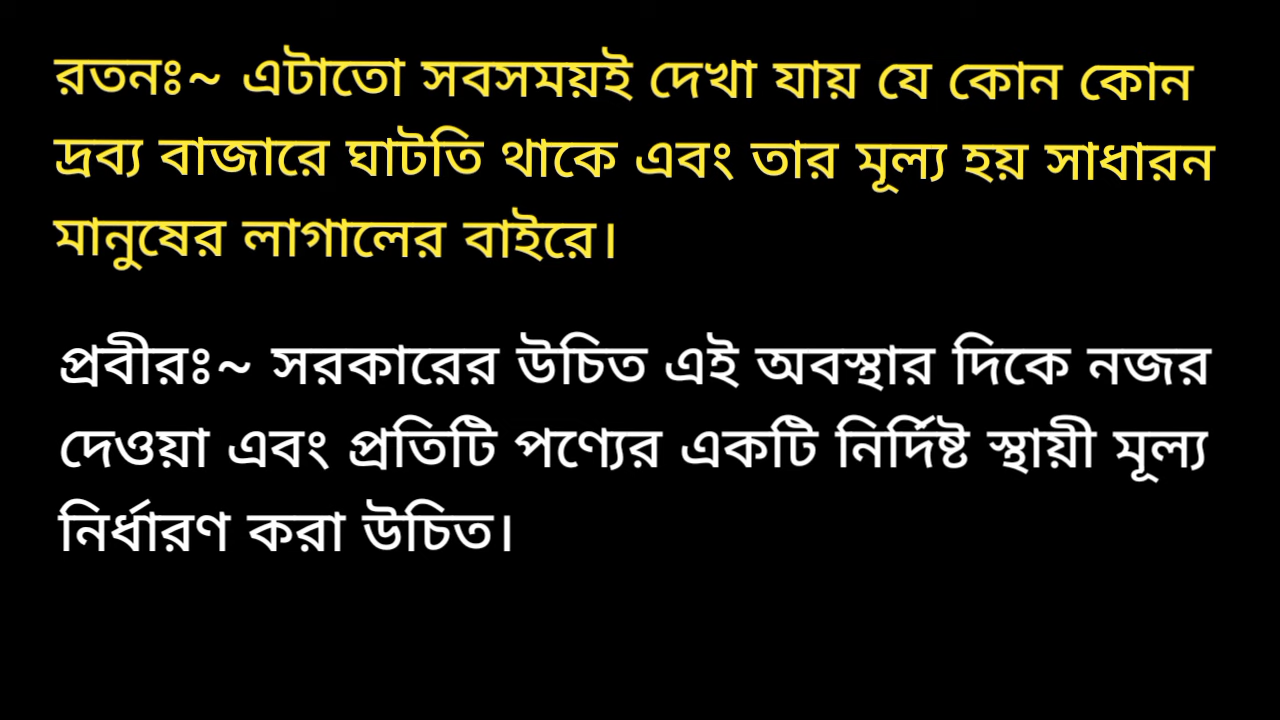 রতনঃ~ এটাতো সবসময়ই দেখা যায় যে কোন কোন
দ্রব্য বাজারে ঘাটতি থাকে এবং তার মূল্য হয় সাধারন
মানুষের লাগালের বাইরে।
প্রবীরঃ~ সরকারের উচিত এই অবস্থার দিকে নজর
দেওয়া এবং প্রতিটি পণ্যের একটি নির্দিষ্ট স্থায়ী মূল্য
নির্ধারণ করা উচিত।